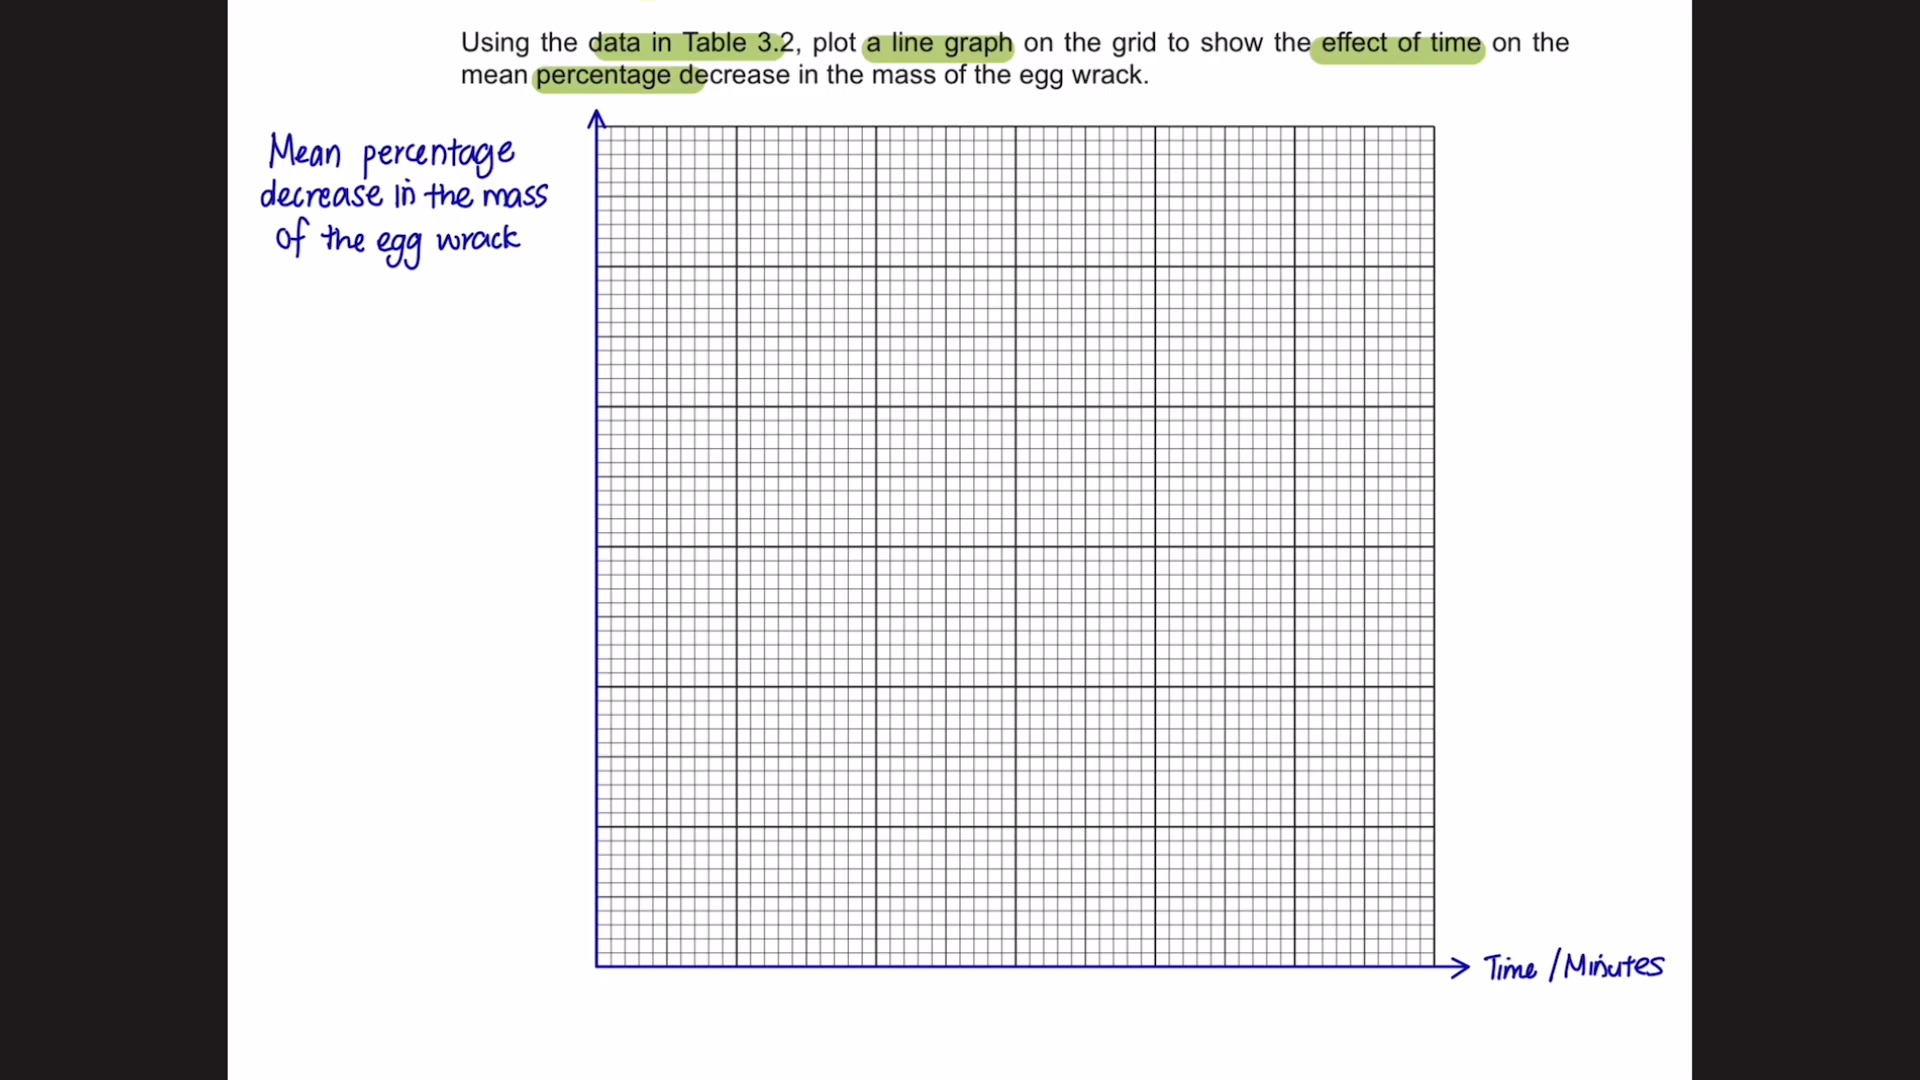 Using the data in Table 3.2, plot a line graph on the grid to show the effect of time on the
mean percentage decrease in the mass of the egg wrack.
Mean percentage
decrease in the mass
of the egg wrack
Time /Minutes